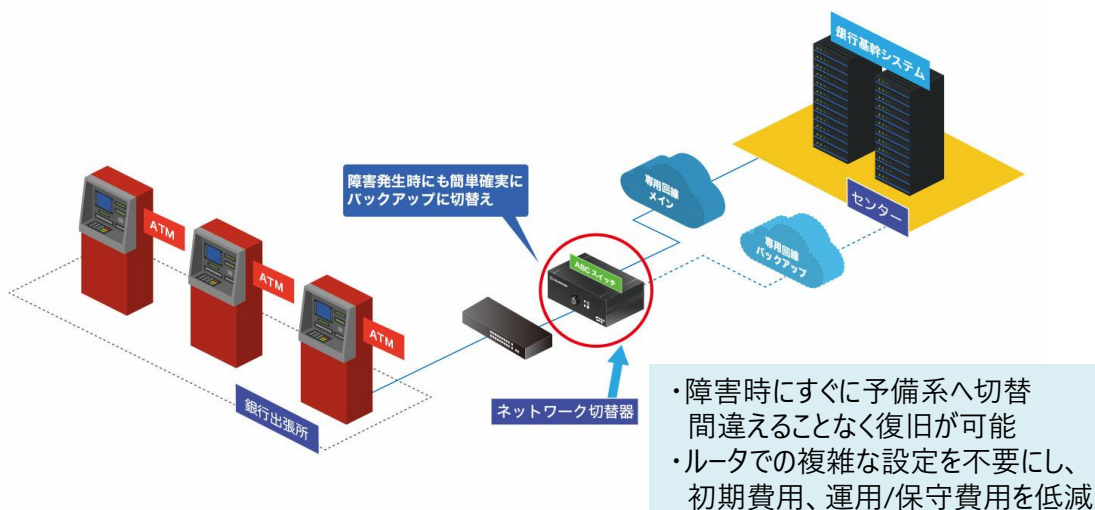 銀行基幹システム
専用回線
メイン
センター
障害発生時にも簡単確実に
バックアップに切替え
専用回線
バックアップ
ATM
ATM
ATM
ABCスイッチ
銀行出張所
ネットワーク切替器
・障害時にすぐに予備系へ切替
間違えることなく復旧が可能
・ルータでの複雑な設定を不要にし、
初期費用、運用/保守費用を低減